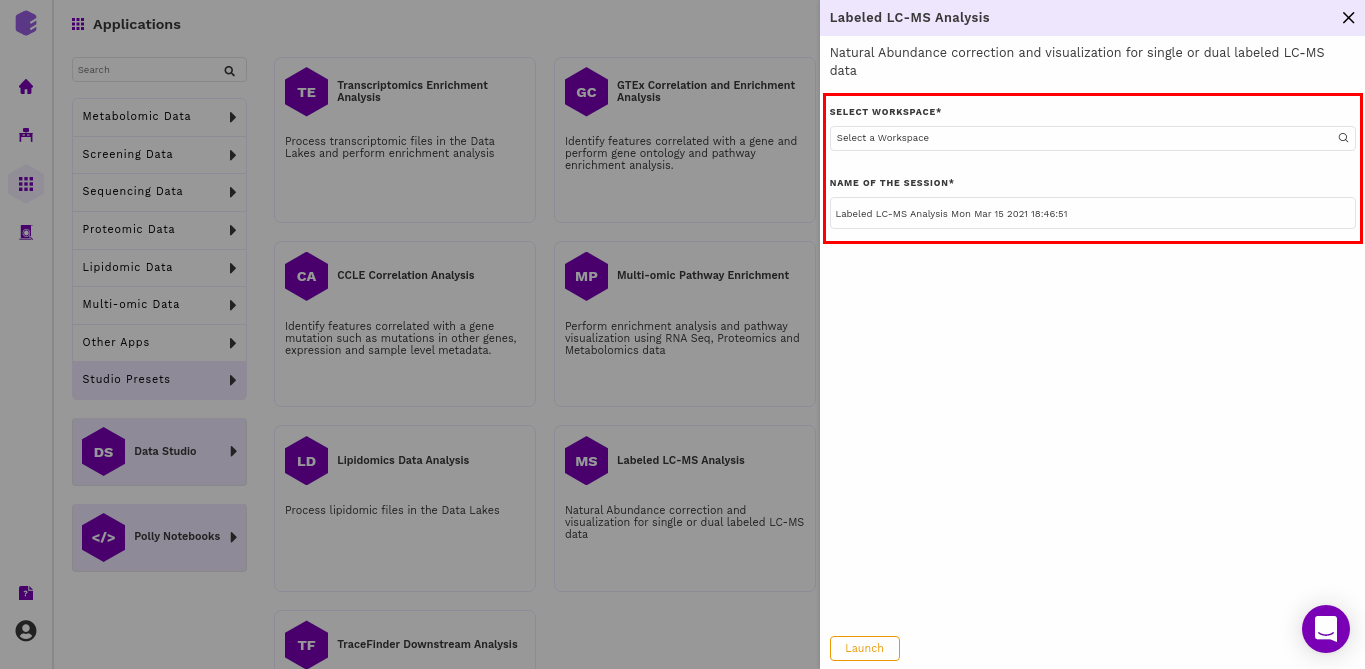 Applications
Search
Metabolomic Data
Screening Data
Sequencing Data
Proteomic Data
Lipidomic Data
Multi-omic Data
Other Apps
Studio Presets
DS
Data Studio
</>
Polly Notebooks
?
TE
Transcriptomics Enrichment
Analysis
Process transcriptomic files in the Data
Lakes and perform enrichment analysis
GC
GTEx Correlation and Enrichment
Analysis
Identify features correlated with a gene and
perform gene ontology and pathway
enrichment analysis.
CA
CCLE Correlation Analysis
Identify features correlated with a gene
mutation such as mutations in other genes,
expression and sample level metadata.
MP
Multi-omic Pathway Enrichment
Perform enrichment analysis and pathway
visualization using RNA Seq, Proteomics and
Metabolomics data
LD
Lipidomics Data Analysis
Process lipidomic files in the Data Lakes
MS
Labeled LC-MS Analysis
Natural Abundance correction and
visualization for single or dual labeled LC-MS
data
TF
TraceFinder Downstream Analysis
Labeled LC-MS Analysis
Natural Abundance correction and visualization for single or dual labeled LC-MS
data
SELECT WORKSPACE*
Select a Workspace
NAME OF THE SESSION*
Labeled LC-MS Analysis Mon Mar 15 2021 18:46:51
Launch